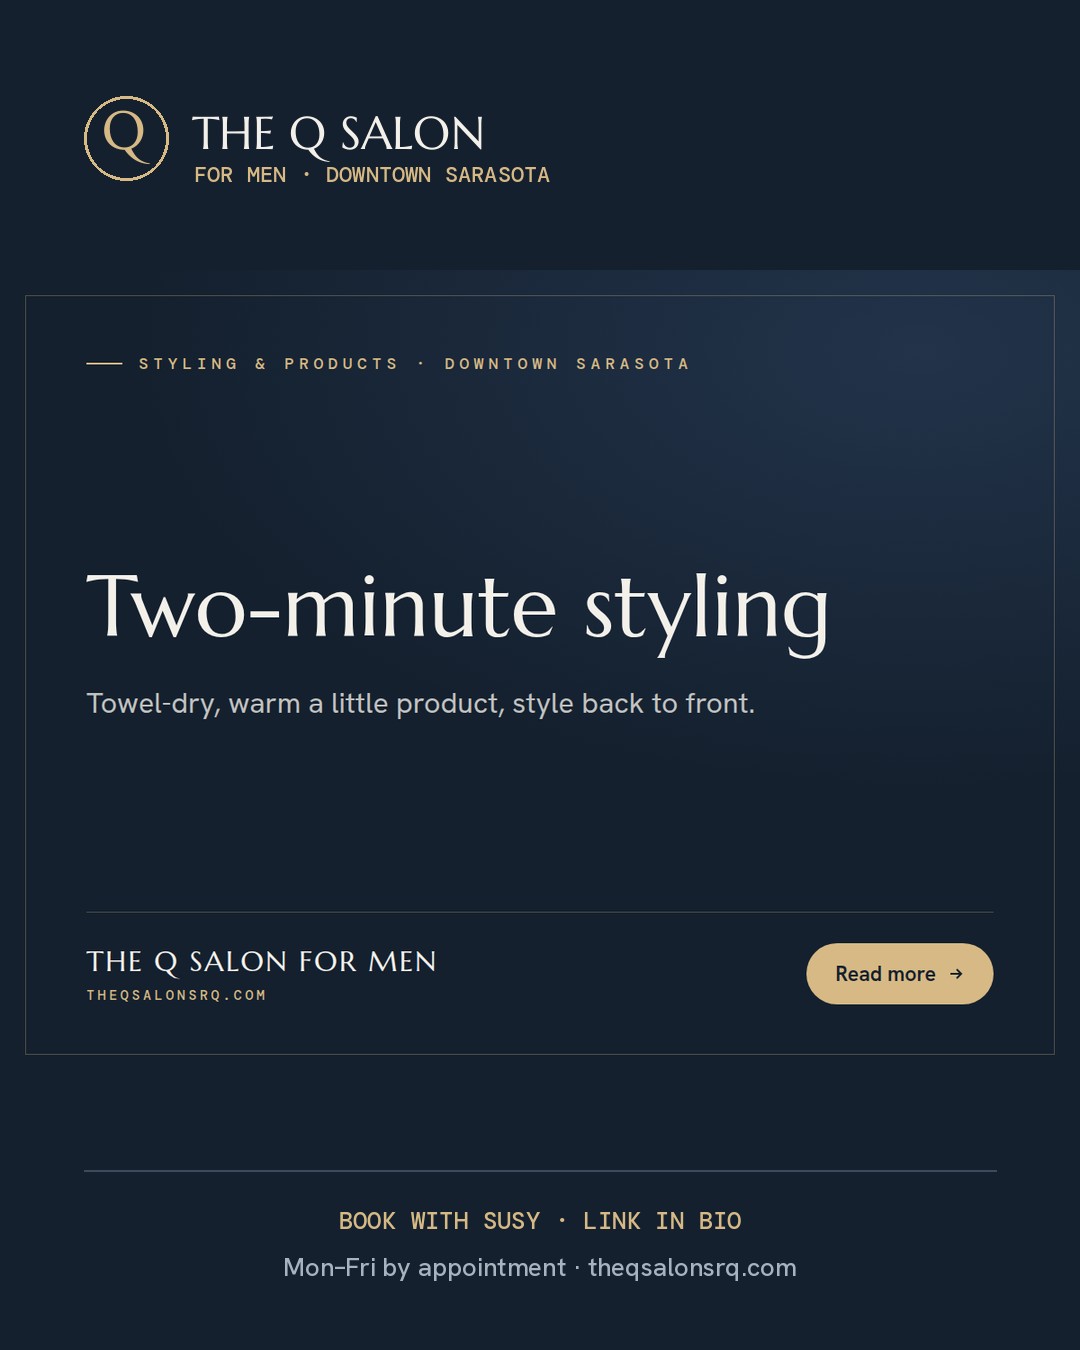 Q
THE Q SALON
FOR MEN · DOWNTOWN SARASOTA
STYLING & PRODUCTS · DOWNTOWN SARASOTA
Two-minute styling
Towel-dry, warm a little product, style back to front.
THE Q SALON FOR MEN
THEQSALONSRQ.COM
Read more →
BOOK WITH SUSY · LINK IN BIO
Mon–Fri by appointment · theqsalonsrq.com